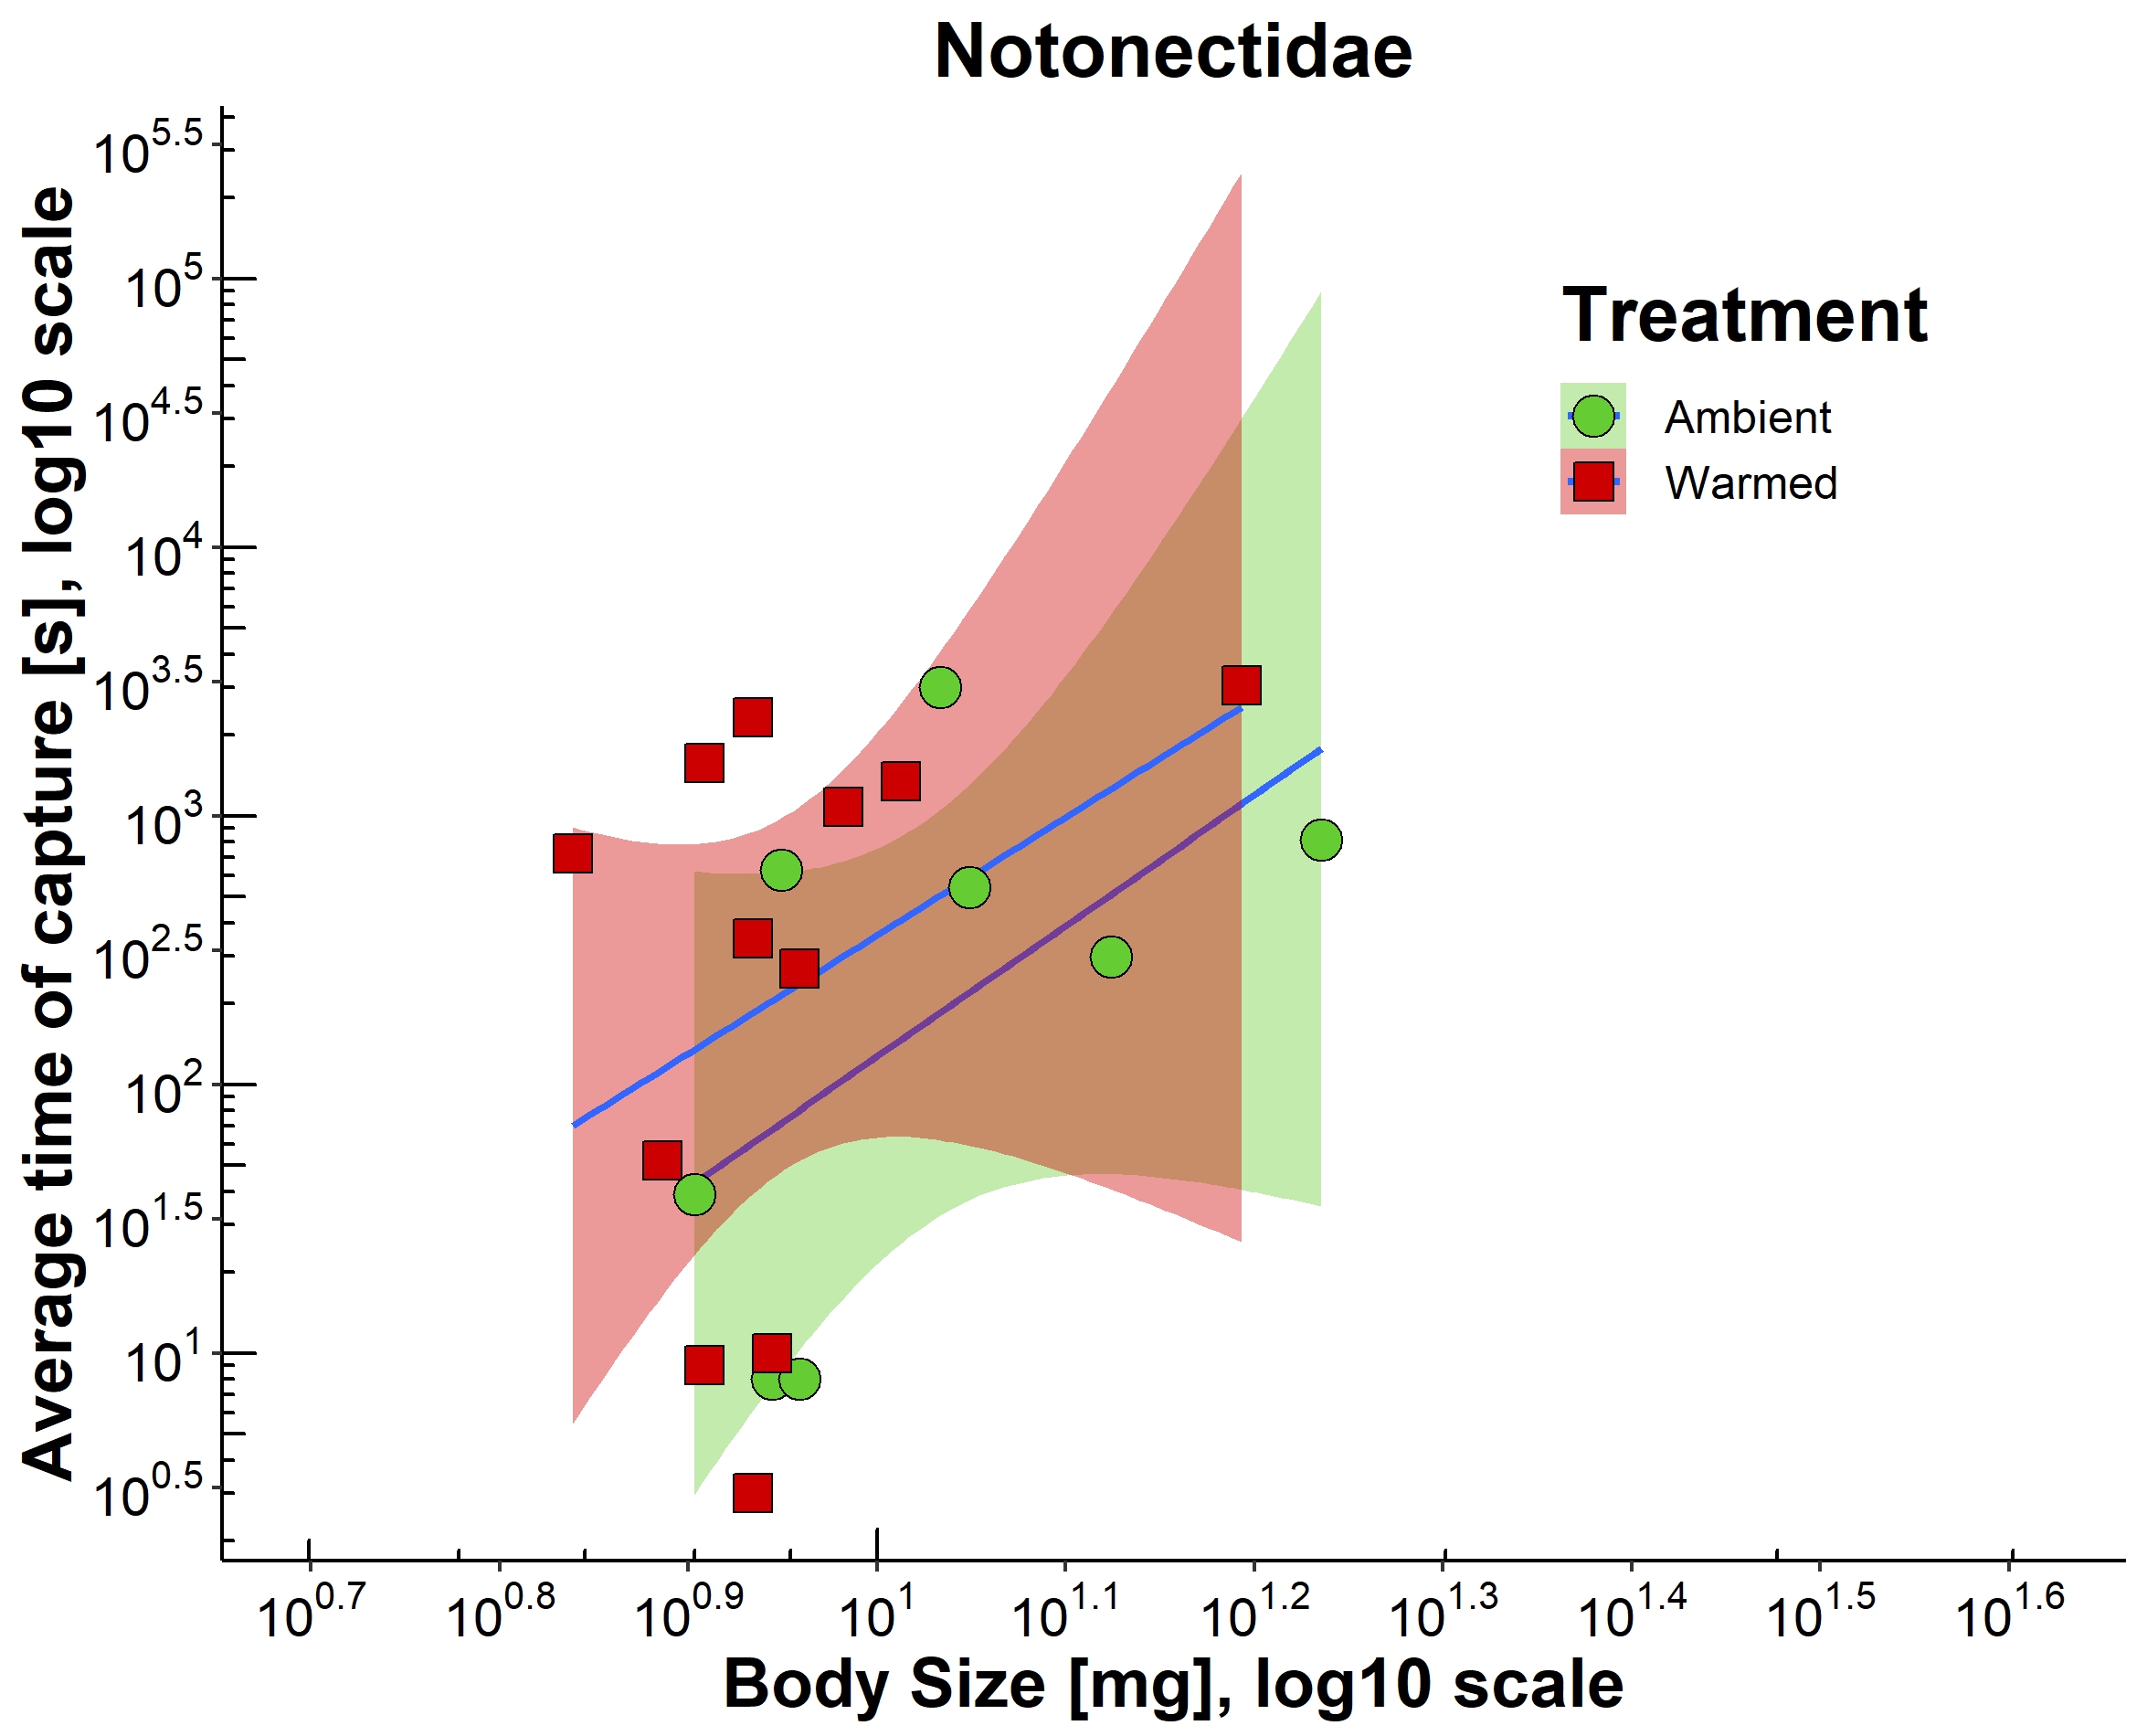 Notonectidae
Average time of capture [s], log10 scale
10^5.5
10^5
10^4.5
10^4
10^3.5
10^3
10^2.5
10^2
10^1.5
10^1
10^0.5
Treatment
Ambient
Warmed
10^0.7 10^0.8 10^0.9 10^1 10^1.1 10^1.2 10^1.3 10^1.4 10^1.5 10^1.6
Body Size [mg], log10 scale